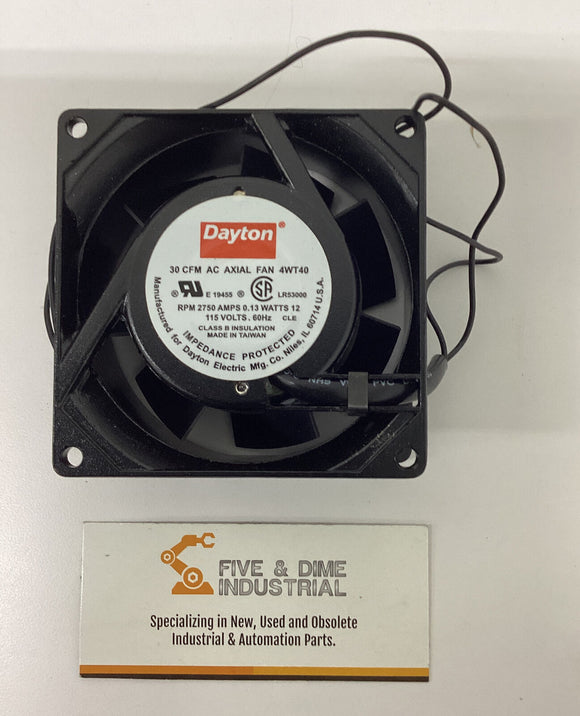 Dayton®
30 CFM AC AXIAL FAN 4WT40
® E 19455 ® LR53000
RPM 2750 AMPS 0.13 WATTS 12
115 VOLTS . 60Hz CLE
CLASS B INSULATION
MADE IN TAIWAN
IMPEDANCE PROTECTED
Manufactured for Dayton Electric Mfg. Co. Niles, IL 60714 U.S.A.
PVC
FIVE & DIME
INDUSTRIAL
Specializing in New, Used and Obsolete
Industrial & Automation Parts.